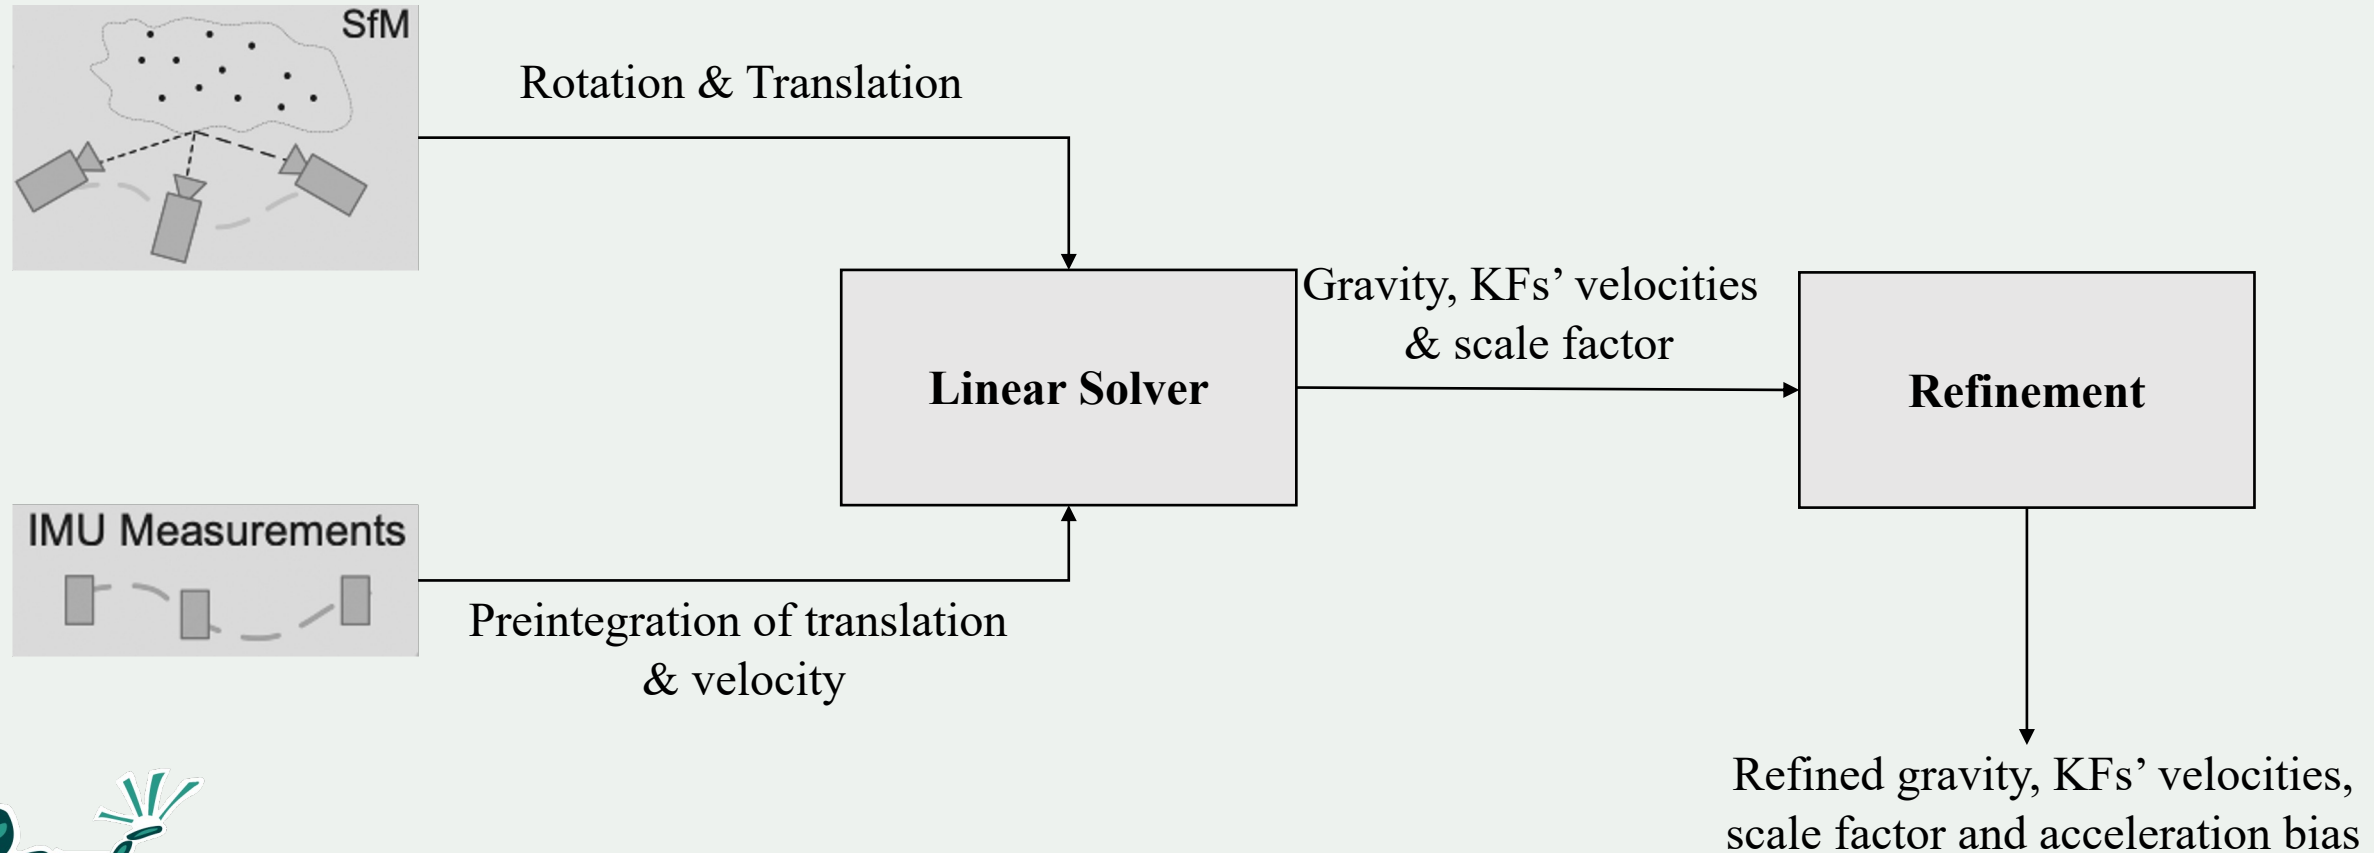 SfM
Rotation & Translation
Gravity, KFs’ velocities
& scale factor
Linear Solver
Refinement
IMU Measurements
Preintegration of translation
& velocity
Refined gravity, KFs’ velocities,
scale factor and acceleration bias